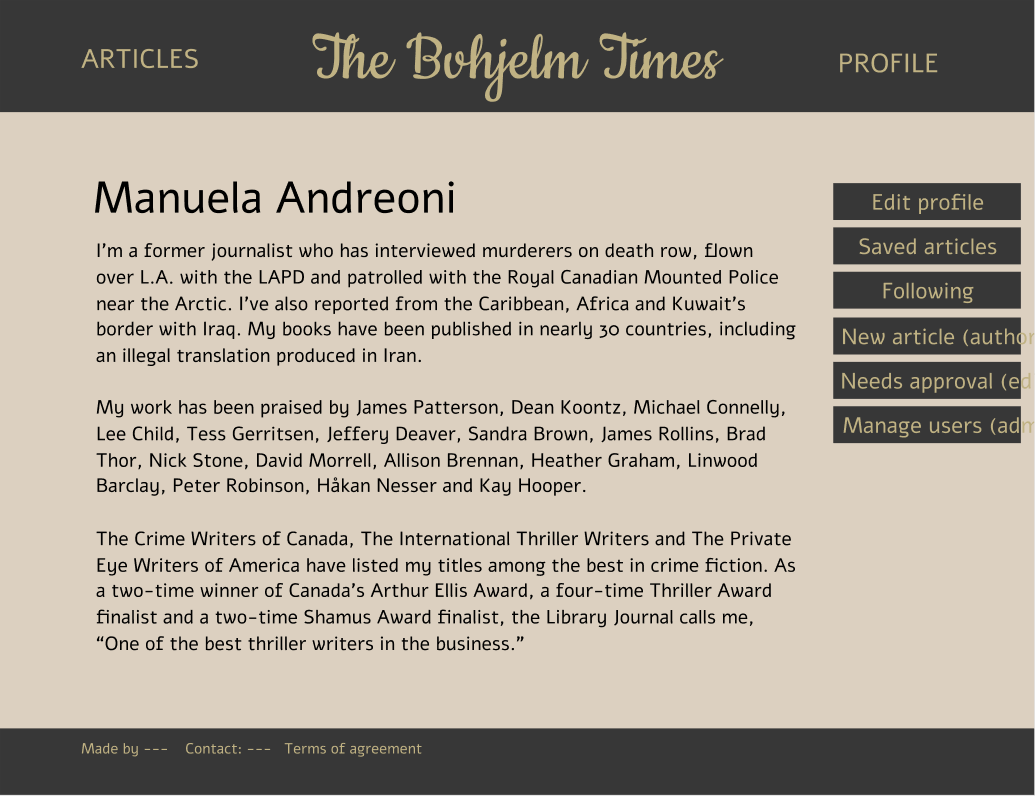 ARTICLES
The Bohjelm Times
PROFILE
Manuela Andreoni
I'm a former journalist who has interviewed murderers on death row, flown
over L.A. with the LAPD and patrolled with the Royal Canadian Mounted Police
near the Arctic. I've also reported from the Caribbean, Africa and Kuwait's
border with Iraq. My books have been published in nearly 30 countries, including
an illegal translation produced in Iran.
My work has been praised by James Patterson, Dean Koontz, Michael Connelly,
Lee Child, Tess Gerritsen, Jeffery Deaver, Sandra Brown, James Rollins, Brad
Thor, Nick Stone, David Morrell, Allison Brennan, Heather Graham, Linwood
Barclay, Peter Robinson, Håkan Nesser and Kay Hooper.
The Crime Writers of Canada, The International Thriller Writers and The Private
Eye Writers of America have listed my titles among the best in crime fiction. As
a two-time winner of Canada's Arthur Ellis Award, a four-time Thriller Award
finalist and a two-time Shamus Award finalist, the Library Journal calls me,
“One of the best thriller writers in the business.”
Edit profile
Saved articles
Following
New article (author
Needs approval (ed
Manage users (adm
Made by --- Contact: --- Terms of agreement